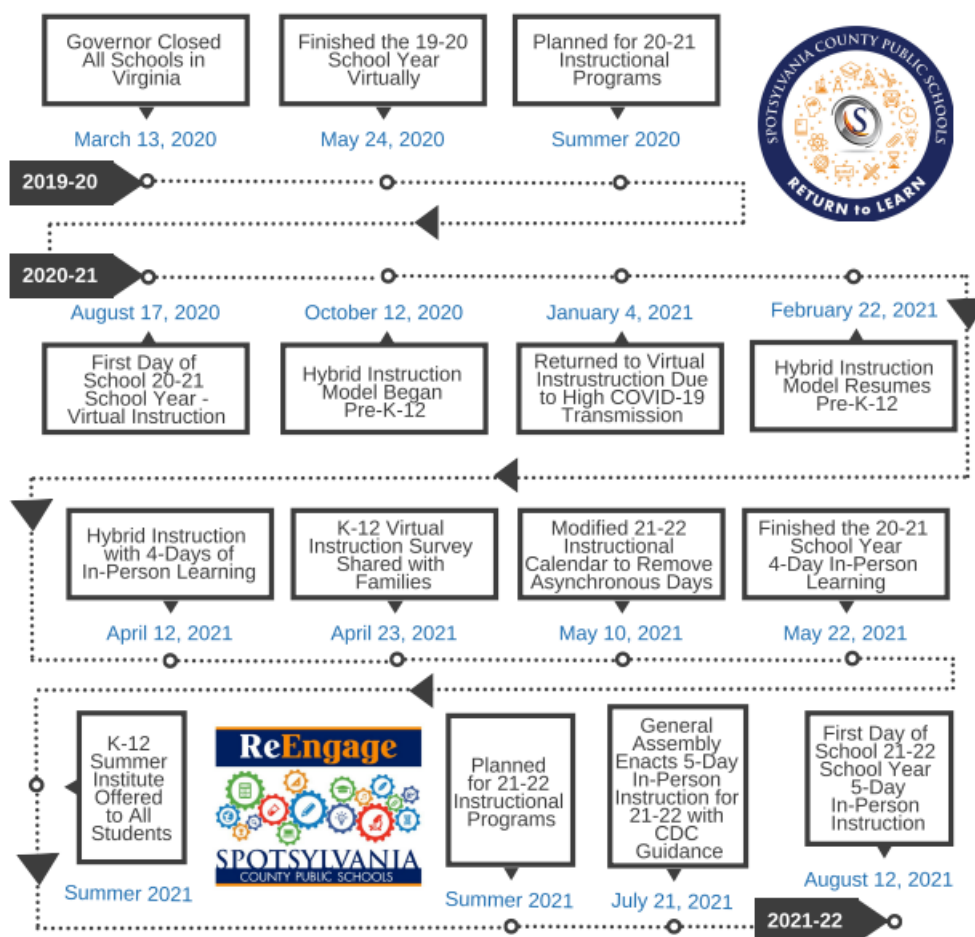 Governor Closed
All Schools in
Virginia
March 13, 2020
Finished the 19-20
School Year
Virtually
May 24, 2020
Planned for 20-21
Instructional
Programs
Summer 2020
SPOTSYLVANIA COUNTY PUBLIC SCHOOLS
S
RETURN to LEARN
2019-20
2020-21
August 17, 2020
First Day of
School 20-21
School Year -
Virtual Instruction
October 12, 2020
Hybrid Instruction
Model Began
Pre-K-12
January 4, 2021
Returned to Virtual
Instrustruction Due
to High COVID-19
Transmission
February 22, 2021
Hybrid Instruction
Model Resumes
Pre-K-12
Hybrid Instruction
with 4-Days of
In-Person Learning
April 12, 2021
K-12 Virtual
Instruction Survey
Shared with
Families
April 23, 2021
Modified 21-22
Instructional
Calendar to Remove
Asynchronous Days
May 10, 2021
Finished the 20-21
School Year
4-Day In-Person
Learning
May 22, 2021
K-12
Summer
Institute
Offered
to All
Students
Summer 2021
ReEngage
SPOTSYLVANIA
COUNTY PUBLIC SCHOOLS
Planned
for 21-22
Instructional
Programs
Summer 2021
General
Assembly
Enacts 5-Day
In-Person
Instruction for
21-22 with
CDC
Guidance
July 21, 2021
First Day of
School 21-22
School Year
5-Day
In-Person
Instruction
August 12, 2021
2021-22